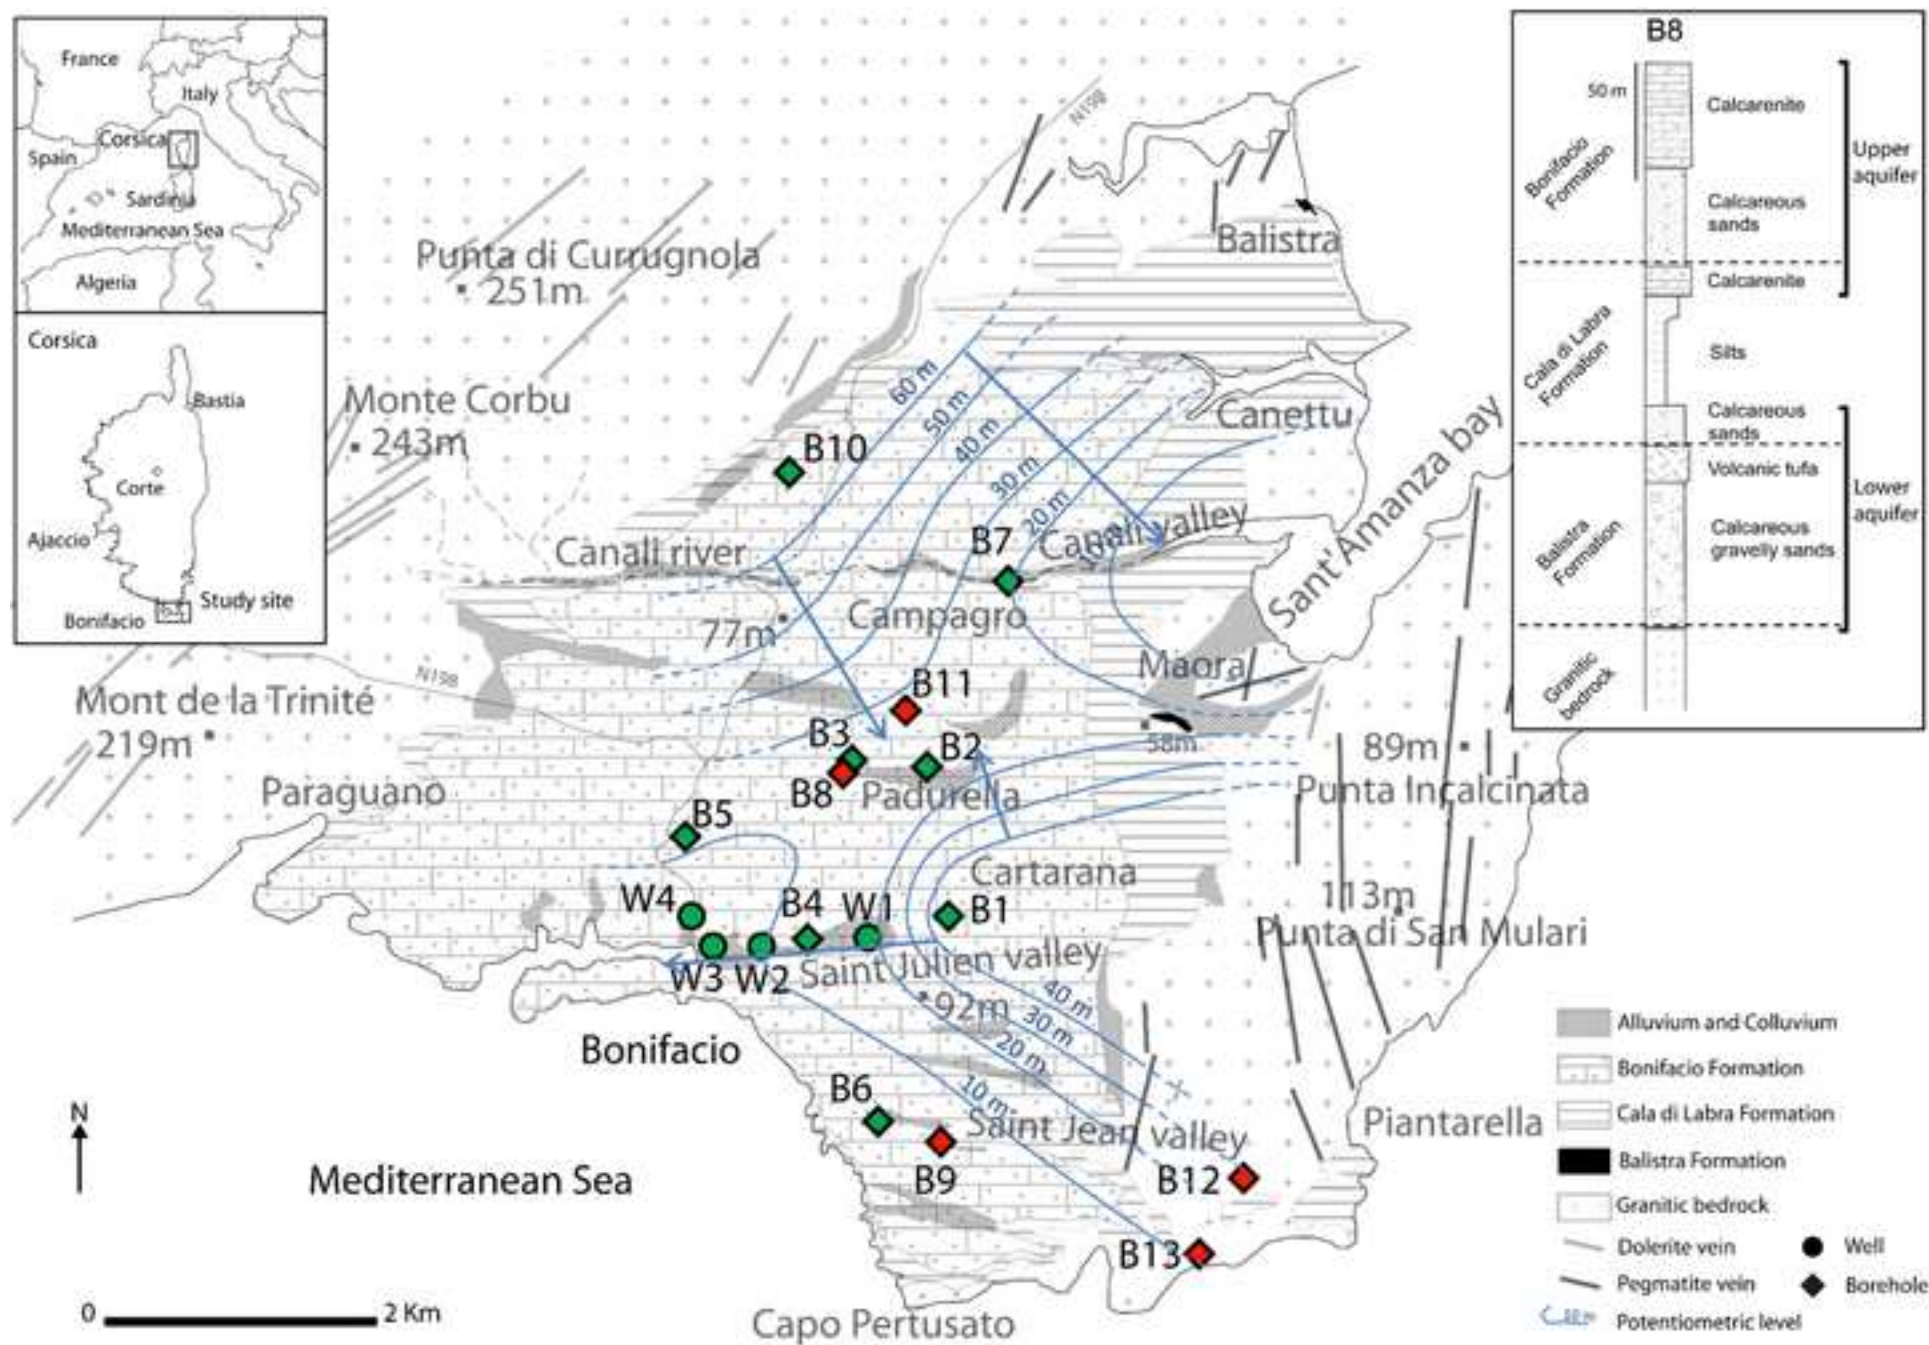 France
Italy
Corsica
Spain
Sardinia
Mediterranean Sea
Algeria
Corsica
Bastia
Corte
Ajaccio
Study site
Bonifacio
N198
Balistra
Punta di Currugnola
251m
Monte Corbu
243m
60 m
50 m
40 m
30 m
20 m
Canettu
B10
B7
Canali valley
Canali river
Sant'Amanza bay
Campagro
77m
Maora
N198
Mont de la Trinité
219m
B11
58m
B3
B2
B8
Padurella
89m
Punta Incalcinata
Paraguano
B5
Cartarana
113m
Punta di San Mulari
W4
B4
W1
B1
W3
W2
Saint Julien valley
92m
40 m
30 m
20 m
10 m
Bonifacio
B6
Saint Jean valley
Piantarella
B9
B12
B13
Mediterranean Sea
Capo Pertusato
N
0
2 Km
B8
50 m
Calcarenite
Bonifacio
Formation
Upper
aquifer
Calcareous
sands
Calcarenite
Cala di Labra
Formation
Silts
Calcareous
sands
Volcanic tufa
Lower
aquifer
Balistra
Formation
Calcareous
gravelly sands
Granitic
bedrock
Alluvium and Colluvium
Bonifacio Formation
Cala di Labra Formation
Balistra Formation
Granitic bedrock
Dolerite vein
Well
Pegmatite vein
Borehole
Potentiometric level